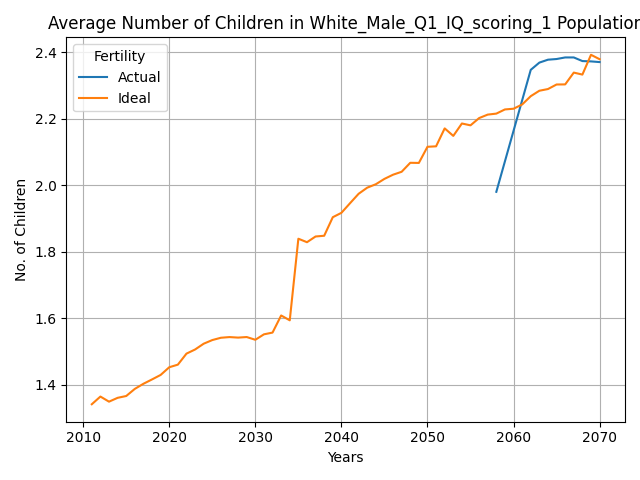 Average Number of Children in White_Male_Q1_IQ_scoring_1 Population
Fertility
Actual
Ideal
2.4
2.2
2.0
1.8
1.6
1.4
No. of Children
2010 2020 2030 2040 2050 2060 2070
Years